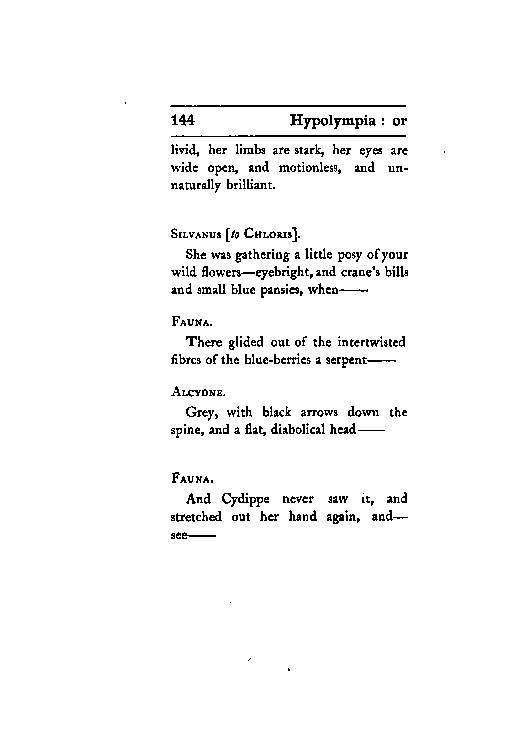 144 Hypolympia : or
livid, her limbs are stark, her eyes are
wide open, and motionless, and un-
naturally brilliant.
SILVANUS [to CHLORIS].
She was gathering a little posy of your
wild flowers—eyebright, and crane's bills
and small blue pansies, when——
FAUNA.
There glided out of the intertwisted
fibres of the blue-berries a serpent——
ALCYONE.
Grey, with black arrows down the
spine, and a flat, diabolical head——
FAUNA.
And Cydippe never saw it, and
stretched out her hand again, and—
see——